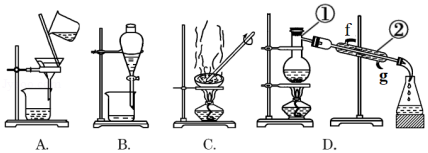 ① f ②
g
A. B. C. D.